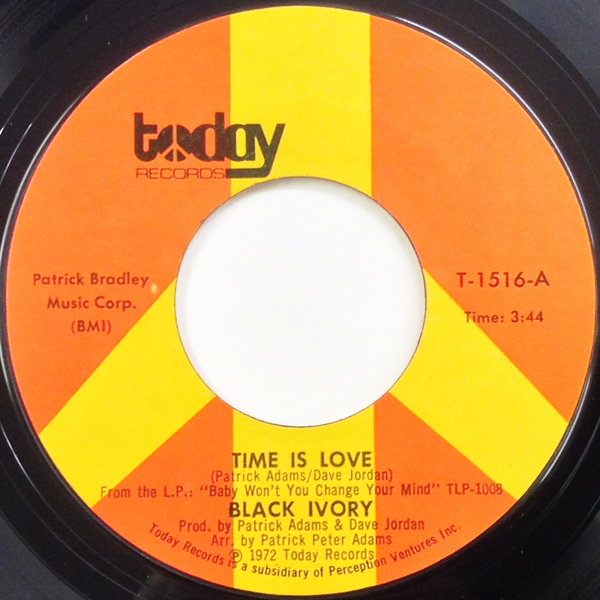 today
RECORDS
Patrick Bradley
Music Corp.
(BMI)
T-1516-A
Time: 3:44
TIME IS LOVE
(Patrick Adams/Dave Jordan)
From the L.P.: "Baby Won't You Change Your Mind" TLP-1008
BLACK IVORY
Prod. by Patrick Adams & Dave Jordan
Arr. by Patrick Peter Adams
℗ 1972 Today Records
Today Records is a subsidiary of Perception Ventures Inc.